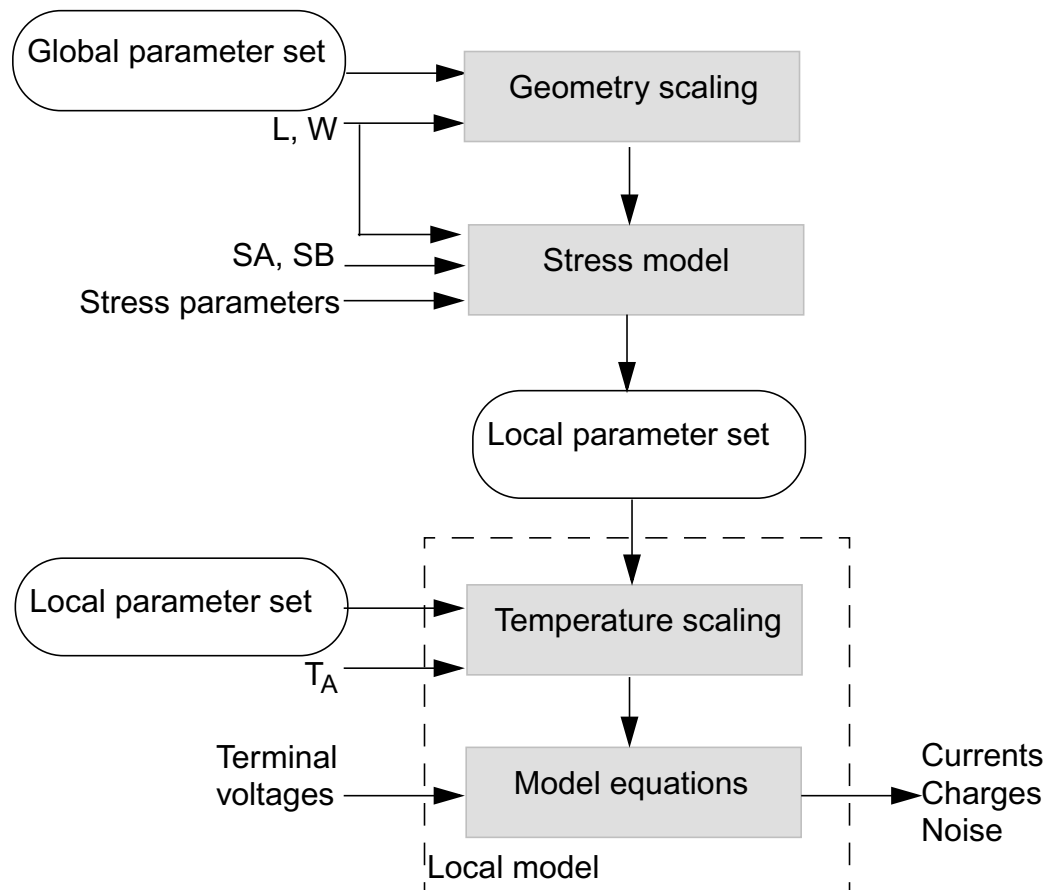 Global parameter set
Geometry scaling
L, W
SA, SB
Stress model
Stress parameters
Local parameter set
Local parameter set
Temperature scaling
TA
Terminal
voltages
Model equations
Currents
Charges
Noise
Local model